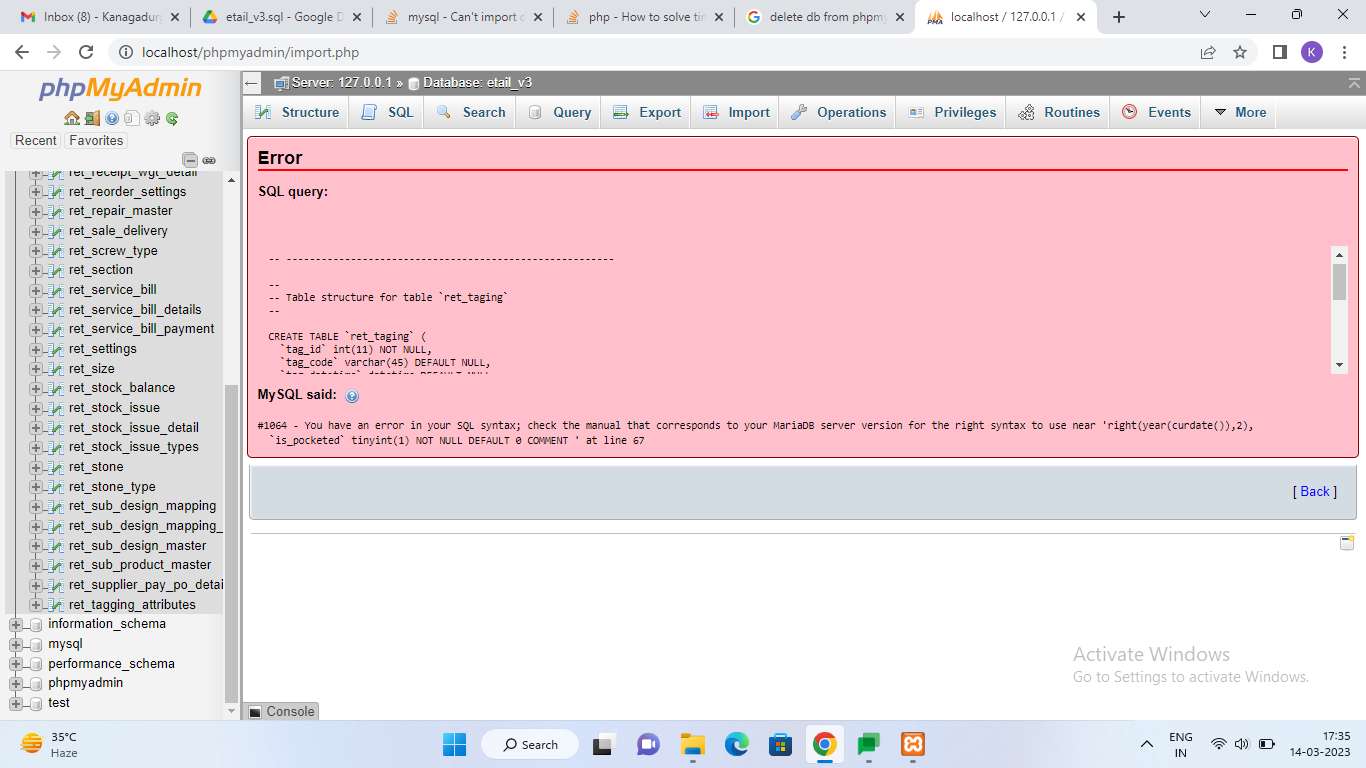 Inbox (8) - Kanagadur
etail_v3.sql - Google D
mysql - Can't import
php - How to solve tir
delete db from phpmy
localhost / 127.0.0.1 /
localhost/phpmyadmin/import.php
K
phpMyAdmin
Recent Favorites
ret_receipt_wgt_detail
ret_reorder_settings
ret_repair_master
ret_sale_delivery
ret_screw_type
ret_section
ret_service_bill
ret_service_bill_details
ret_service_bill_payment
ret_settings
ret_size
ret_stock_balance
ret_stock_issue
ret_stock_issue_detail
ret_stock_issue_types
ret_stone
ret_stone_type
ret_sub_design_mapping
ret_sub_design_mapping_
ret_sub_design_master
ret_sub_product_master
ret_supplier_pay_po_detai
ret_tagging_attributes
information_schema
mysql
performance_schema
phpmyadmin
test
Server: 127.0.0.1 » Database: etail_v3
Structure SQL Search Query Export Import Operations Privileges Routines Events More
Error
SQL query:
-- --------------------------------------------------------
--
-- Table structure for table `ret_taging`
--
CREATE TABLE `ret_taging` (
`tag_id` int(11) NOT NULL,
`tag_code` varchar(45) DEFAULT NULL,
`tag_datetime` datetime DEFAULT NULL
MySQL said:
#1064 - You have an error in your SQL syntax; check the manual that corresponds to your MariaDB server version for the right syntax to use near 'right(year(curdate()),2),
`is_pocketed` tinyint(1) NOT NULL DEFAULT 0 COMMENT ' at line 67
[ Back ]
Console
Activate Windows
Go to Settings to activate Windows.
35°C
Haze
Search
ENG
IN
17:35
14-03-2023